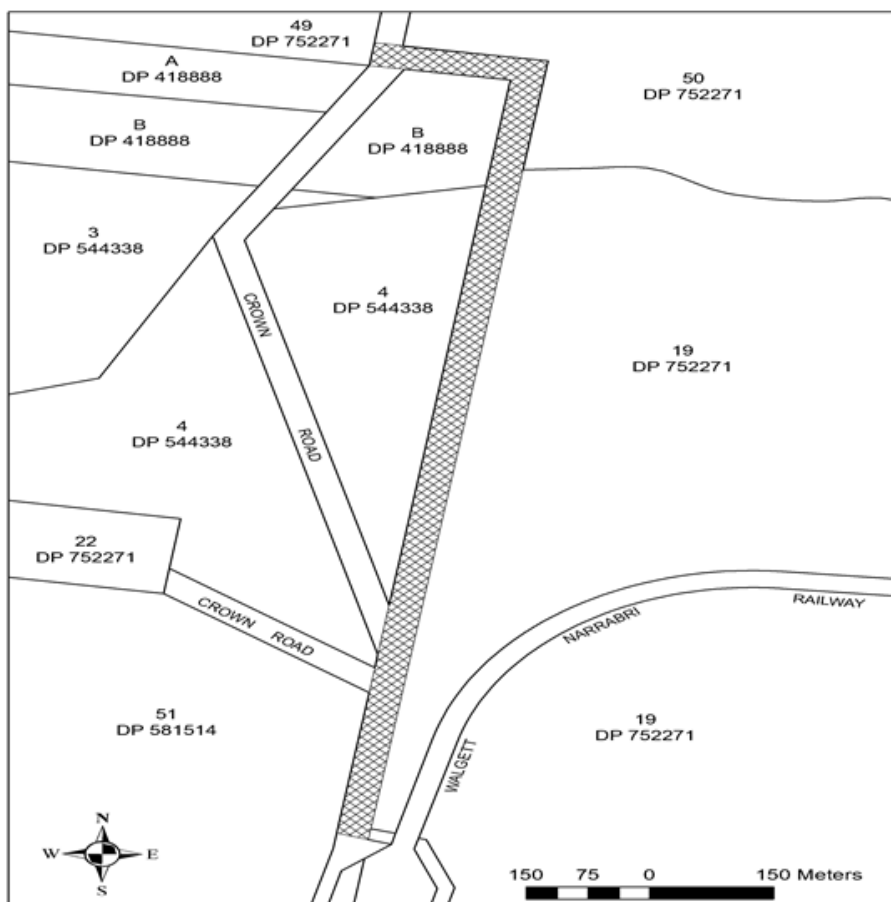 49
DP 752271
A
DP 418888
50
DP 752271
B
DP 418888
B
DP 418888
3
DP 544338
4
DP 544338
CROWN
ROAD
19
DP 752271
4
DP 544338
22
DP 752271
CROWN ROAD
NARRABRI
RAILWAY
WALGETT
51
DP 581514
19
DP 752271
N
W E
S
150 75 0 150 Meters